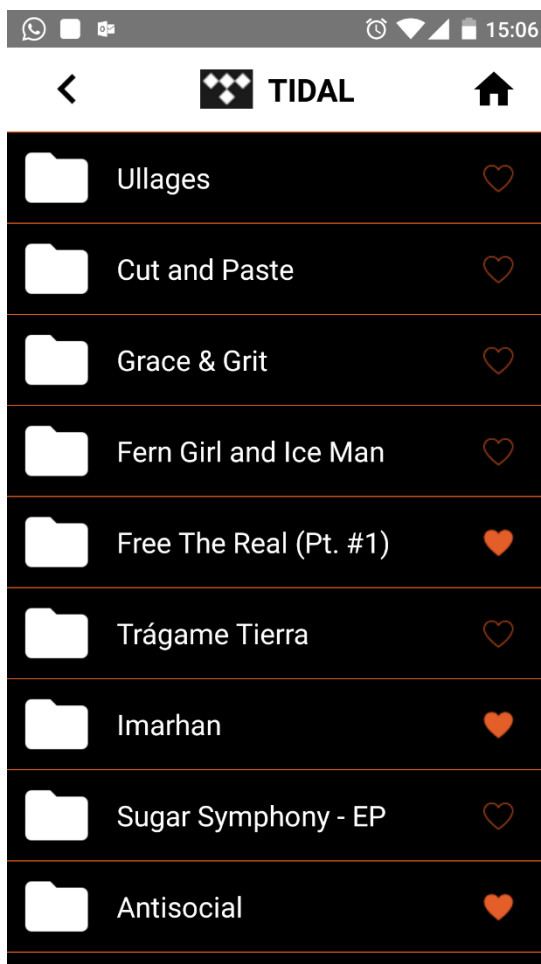 15:06
TIDAL
Ullages
Cut and Paste
Grace & Grit
Fern Girl and Ice Man
Free The Real (Pt. #1)
Trágame Tierra
Imarhan
Sugar Symphony - EP
Antisocial